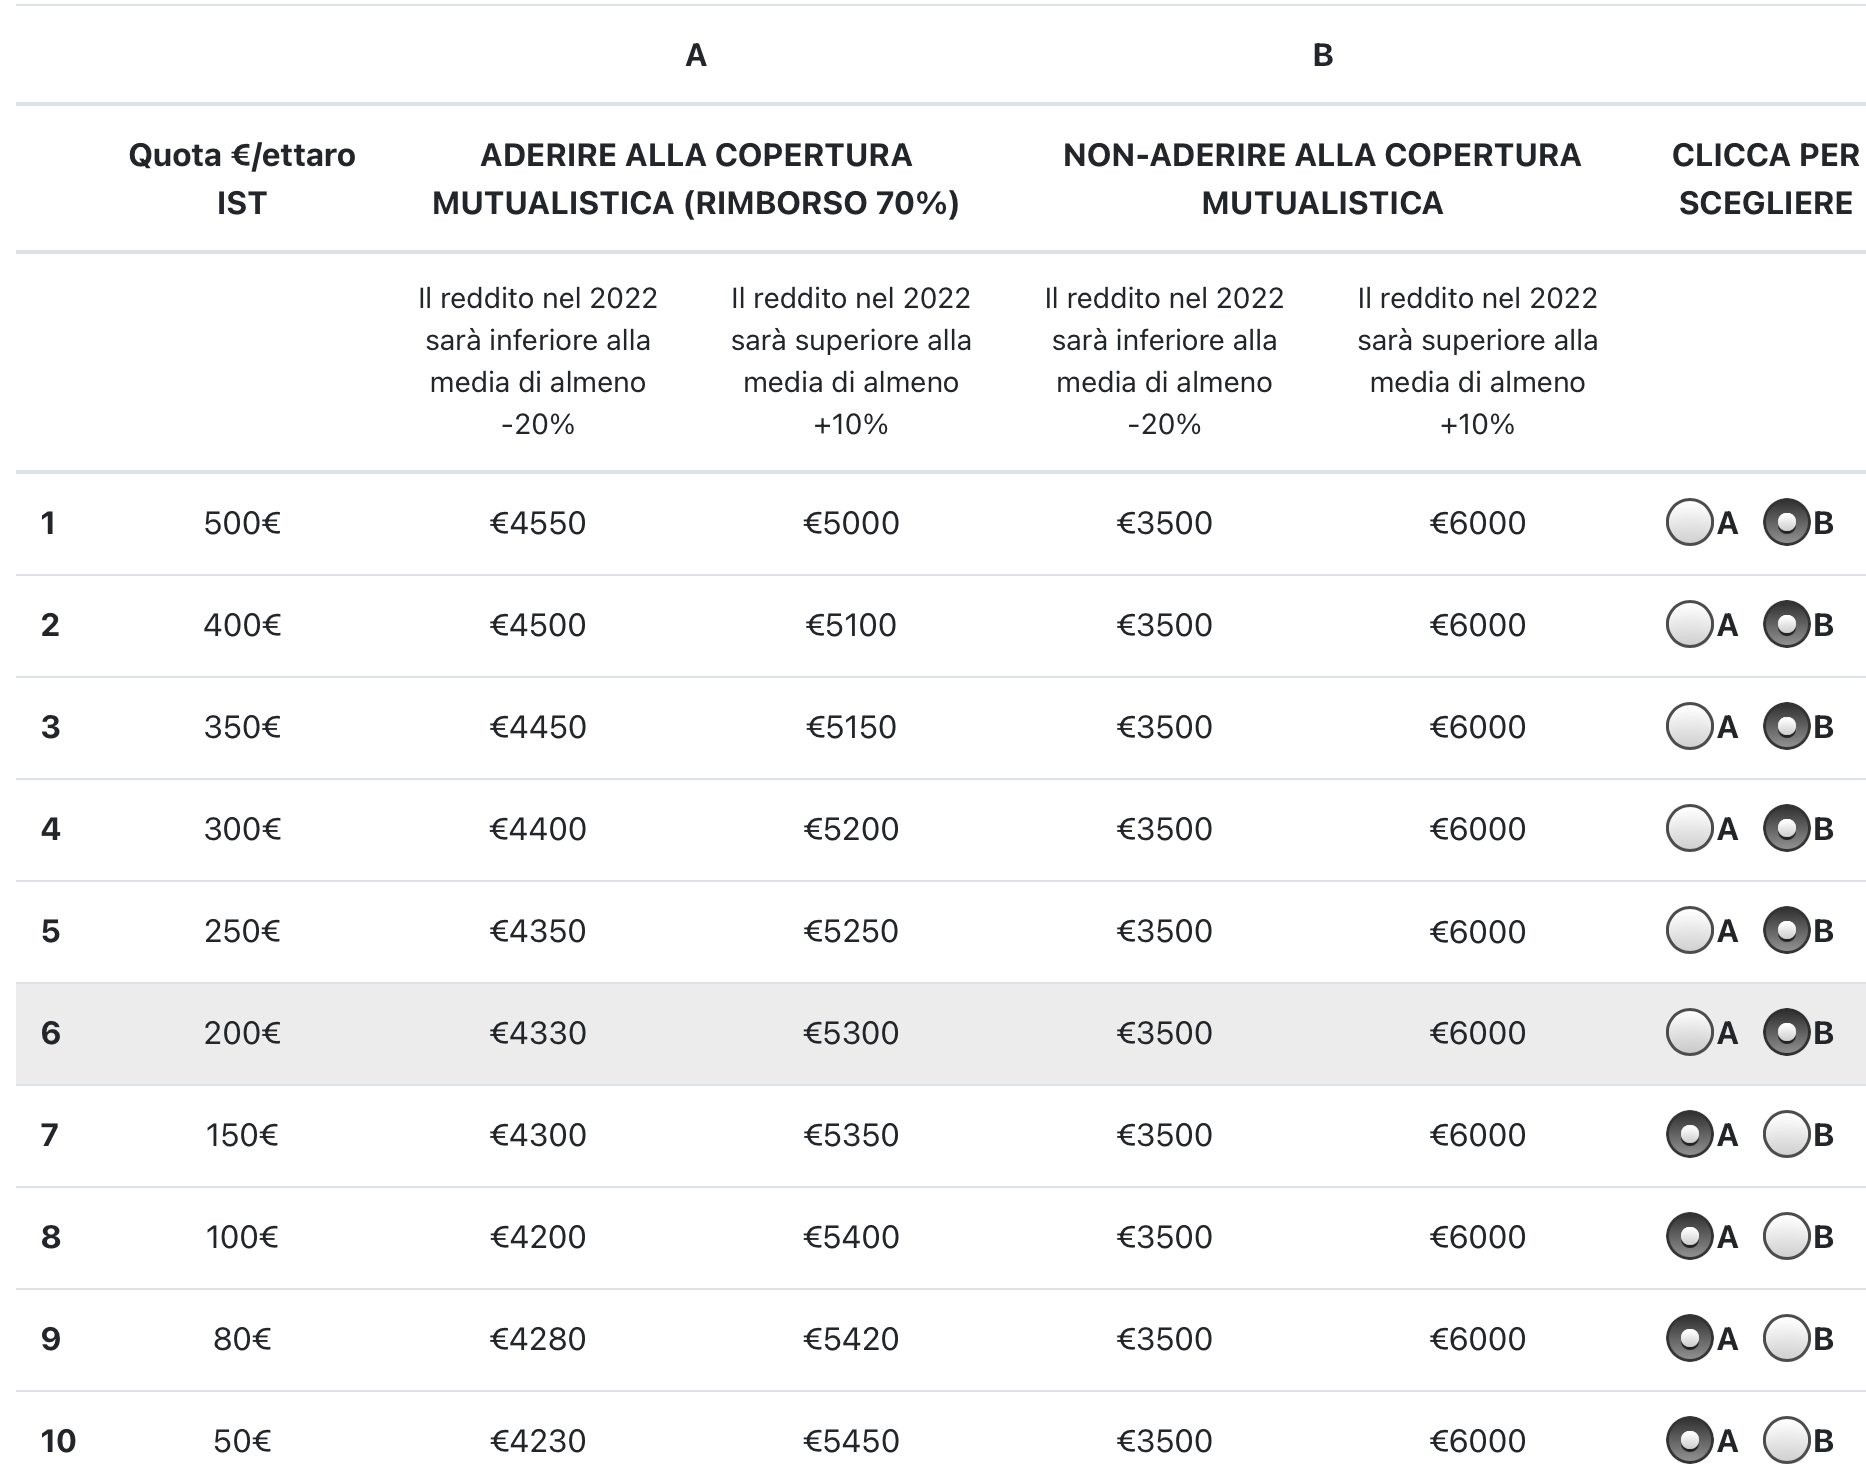 A B
Quota €/ettaro ADERIRE ALLA COPERTURA NON-ADERIRE ALLA COPERTURA CLICCA PER
IST MUTUALISTICA (RIMBORSO 70%) MUTUALISTICA SCEGLIERE
Il reddito nel 2022 Il reddito nel 2022 Il reddito nel 2022 Il reddito nel 2022
sarà inferiore alla sarà superiore alla sarà inferiore alla sarà superiore alla
media di almeno media di almeno media di almeno media di almeno
-20% +10% -20% +10%
1 500€ €4550 €5000 €3500 €6000 A B
2 400€ €4500 €5100 €3500 €6000 A B
3 350€ €4450 €5150 €3500 €6000 A B
4 300€ €4400 €5200 €3500 €6000 A B
5 250€ €4350 €5250 €3500 €6000 A B
6 200€ €4330 €5300 €3500 €6000 A B
7 150€ €4300 €5350 €3500 €6000 A B
8 100€ €4200 €5400 €3500 €6000 A B
9 80€ €4280 €5420 €3500 €6000 A B
10 50€ €4230 €5450 €3500 €6000 A B